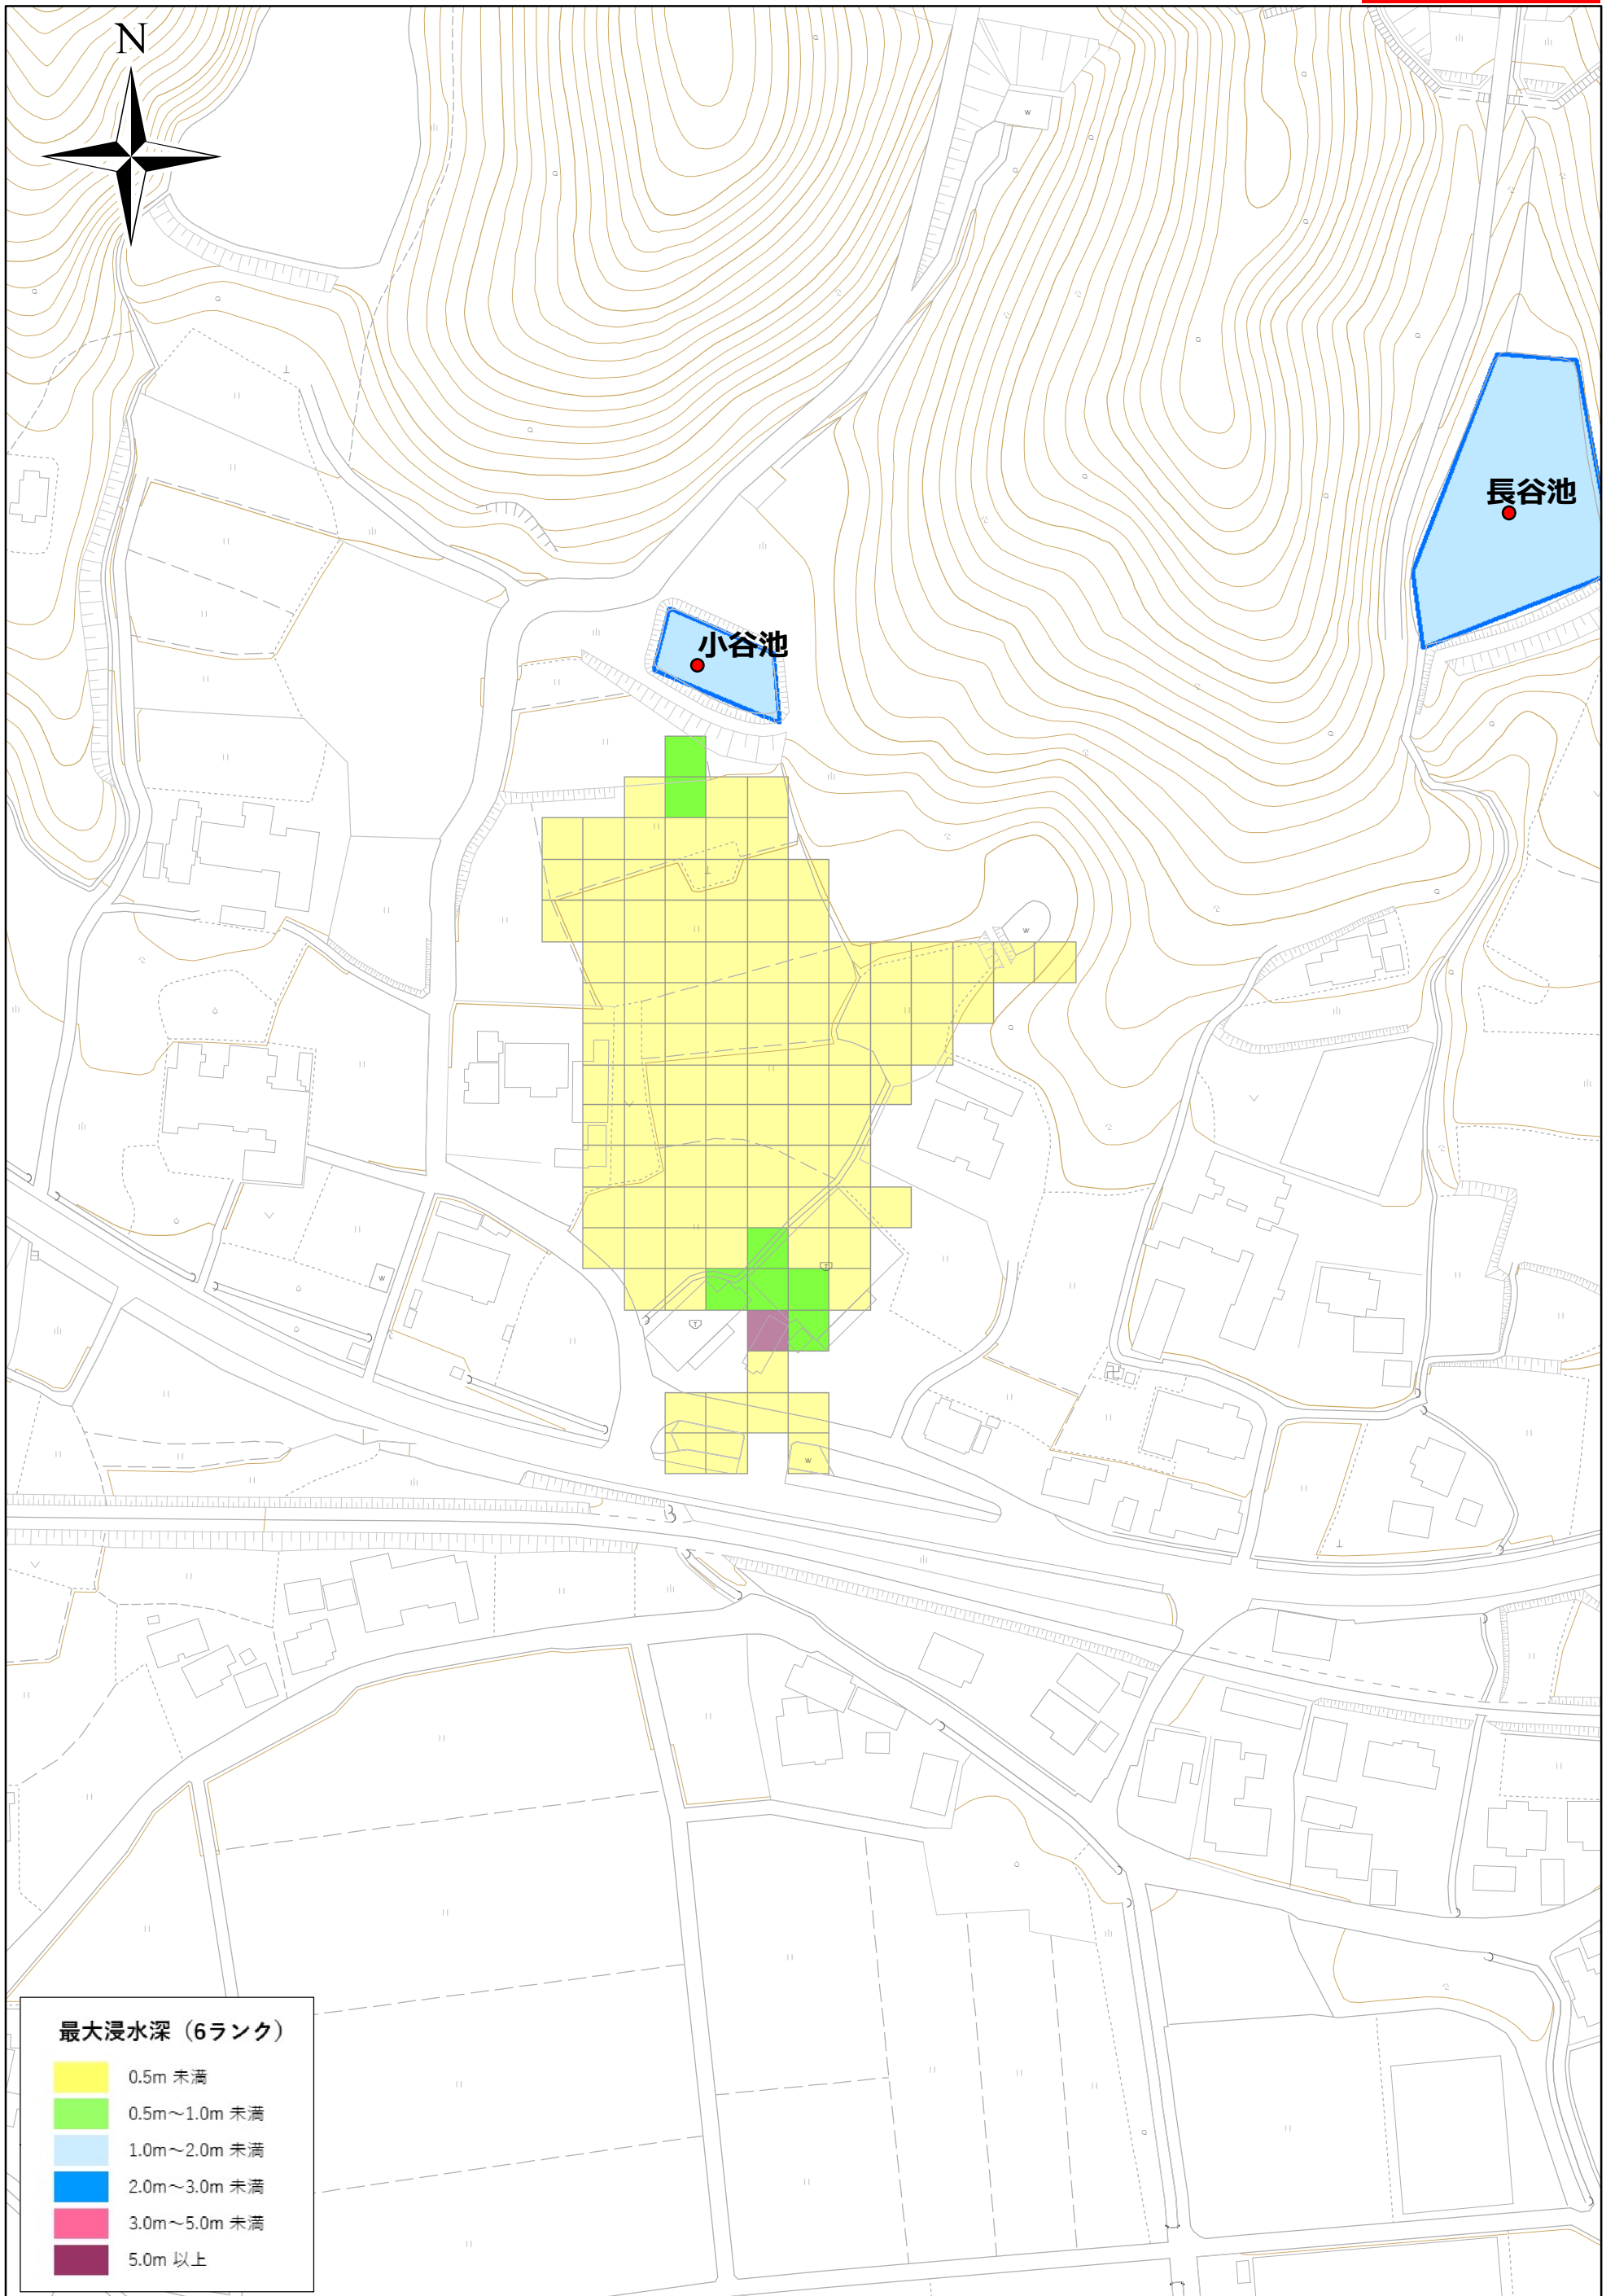 N
長谷池
小谷池
最大浸水深（6ランク）
0.5m 未満
0.5m～1.0m 未満
1.0m～2.0m 未満
2.0m～3.0m 未満
3.0m～5.0m 未満
5.0m 以上